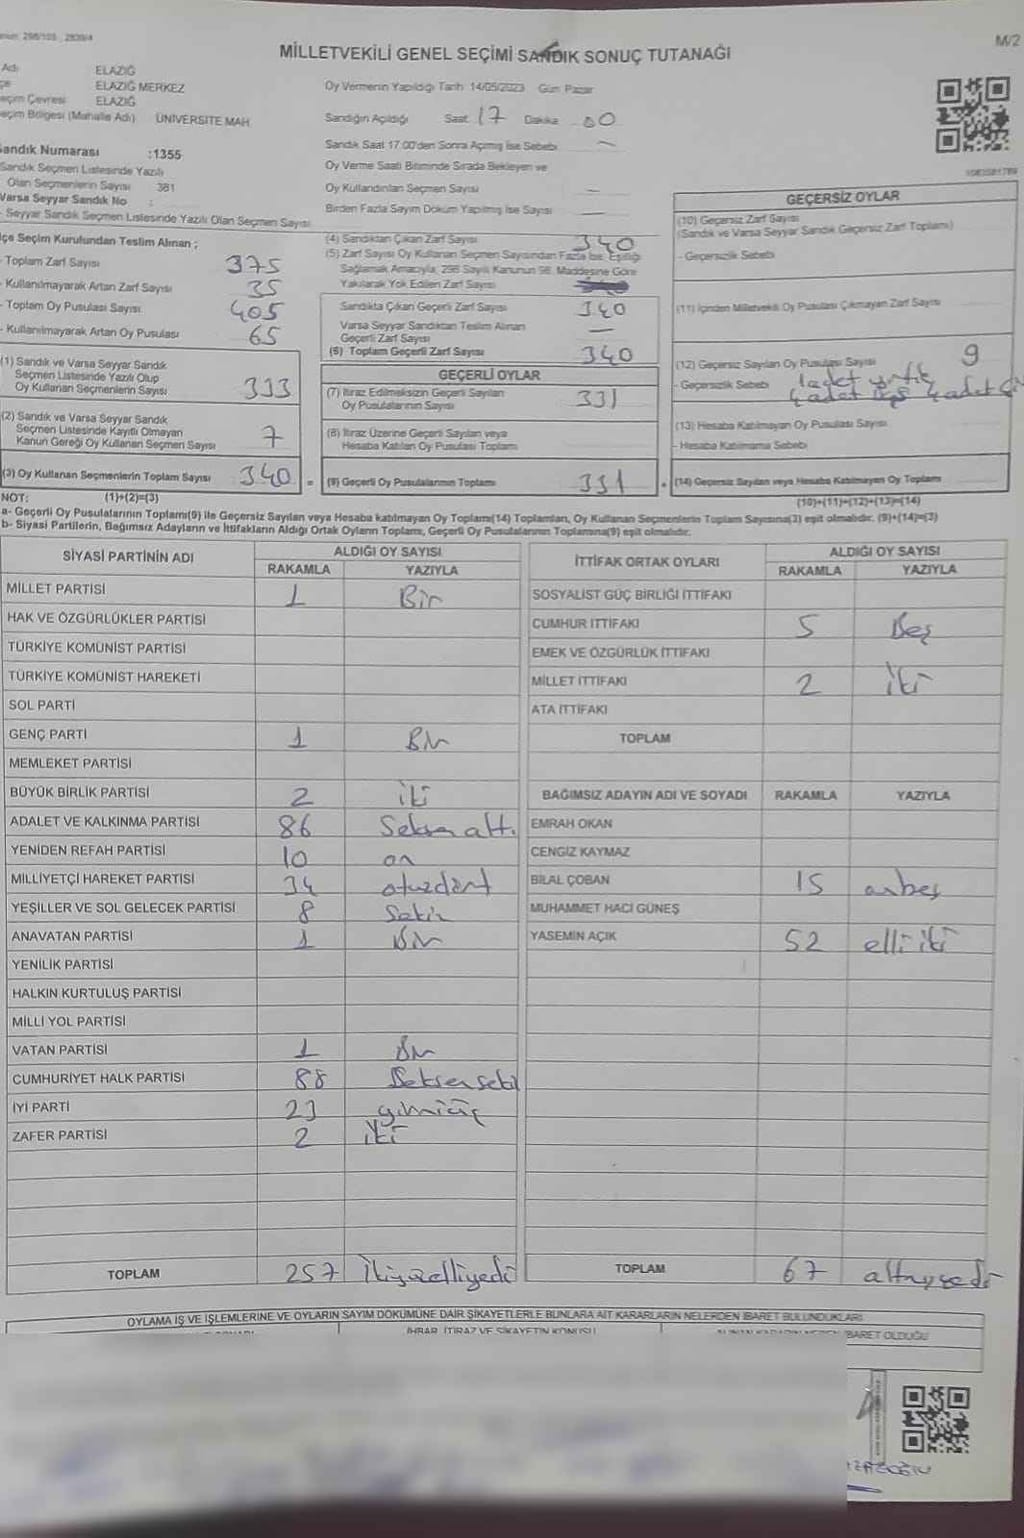 298/103 2839/4
M/2
MİLLETVEKİLİ GENEL SEÇİMİ SANDIK SONUÇ TUTANAĞI
Adı ELAZIĞ
ELAZIĞ MERKEZ
eçim Çevresi ELAZIĞ
eçim Bölgesi (Mahalle Adı) ÜNİVERSİTE MAH.
andık Numarası :1355
Sandık Seçmen Listesinde Yazılı
Olan Seçmenlerin Sayısı 381
Varsa Seyyar Sandık No :
Seyyar Sandık Seçmen Listesinde Yazılı Olan Seçmen Sayısı
Oy Vermenin Yapıldığı Tarih 14/05/2023 Gün Pazar
Sandığın Açıldığı Saat 17 Dakika 00
Sandık Saat 17.00'den Sonra Açılmış İse Sebebi —
Oy Verme Saati Bitiminde Sırada Bekleyen ve
Oy Kullandırılan Seçmen Sayısı —
Birden Fazla Sayım Döküm Yapılmış İse Sayısı —
çe Seçim Kurulundan Teslim Alınan ;
- Toplam Zarf Sayısı 375
- Kullanılmayarak Artan Zarf Sayısı 35
- Toplam Oy Pusulası Sayısı 405
- Kullanılmayarak Artan Oy Pusulası 65
(1) Sandık ve Varsa Seyyar Sandık
Seçmen Listesinde Yazılı Olup
Oy Kullanan Seçmenlerin Sayısı 333
(2) Sandık ve Varsa Seyyar Sandık
Seçmen Listesinde Kayıtlı Olmayan
Kanun Gereği Oy Kullanan Seçmen Sayısı 7
(3) Oy Kullanan Seçmenlerin Toplam Sayısı 340 =
(4) Sandıktan Çıkan Zarf Sayısı 340
(5) Zarf Sayısı Oy Kullanan Seçmen Sayısından Fazla İse, Eşitliği
Sağlamak Amacıyla, 298 Sayılı Kanunun 98. Maddesine Göre
Yakılarak Yok Edilen Zarf Sayısı
Sandıkta Çıkan Geçerli Zarf Sayısı 340
Varsa Seyyar Sandıktan Teslim Alınan
Geçerli Zarf Sayısı —
(6) Toplam Geçerli Zarf Sayısı 340
GEÇERLİ OYLAR
(7) İtiraz Edilmeksizin Geçerli Sayılan
Oy Pusulalarının Sayısı 331
(8) İtiraz Üzerine Geçerli Sayılan veya
Hesaba Katılan Oy Pusulası Toplamı
(9) Geçerli Oy Pusulalarının Toplamı 331
GEÇERSİZ OYLAR
(10) Geçersiz Zarf Sayısı
(Sandık ve Varsa Seyyar Sandık Geçersiz Zarf Toplamı)
- Geçersizlik Sebebi
(11) İçinden Milletvekili Oy Pusulası Çıkmayan Zarf Sayısı
(12) Geçersiz Sayılan Oy Pusulası Sayısı 9
- Geçersizlik Sebebi 1 adet yırtık
4 adet 4 adet
(13) Hesaba Katılmayan Oy Pusulası Sayısı
- Hesaba Katılmama Sebebi
(14) Geçersiz Sayılan veya Hesaba Katılmayan Oy Toplamı
NOT: (1)+(2)=(3)
(10)+(11)+(12)+(13)=(14)
a- Geçerli Oy Pusulalarının Toplamı(9) ile Geçersiz Sayılan veya Hesaba katılmayan Oy Toplamı(14) Toplamları, Oy Kullanan Seçmenlerin Toplam Sayısına(3) eşit olmalıdır. (9)+(14)=(3)
b- Siyasi Partilerin, Bağımsız Adayların ve İttifakların Aldığı Ortak Oyların Toplamı, Geçerli Oy Pusulalarının Toplamına(9) eşit olmalıdır.
SİYASİ PARTİNİN ADI ALDIĞI OY SAYISI
RAKAMLA YAZIYLA
MİLLET PARTİSİ 1 Bir
HAK VE ÖZGÜRLÜKLER PARTİSİ
TÜRKİYE KOMÜNİST PARTİSİ
TÜRKİYE KOMÜNİST HAREKETİ
SOL PARTİ
GENÇ PARTİ 1 Bir
MEMLEKET PARTİSİ
BÜYÜK BİRLİK PARTİSİ 2 iki
ADALET VE KALKINMA PARTİSİ 86 Seksen altı
YENİDEN REFAH PARTİSİ 10 on
MİLLİYETÇİ HAREKET PARTİSİ 34 otuzdört
YEŞİLLER VE SOL GELECEK PARTİSİ 8 Sekiz
ANAVATAN PARTİSİ 1 Bir
YENİLİK PARTİSİ
HALKIN KURTULUŞ PARTİSİ
MİLLİ YOL PARTİSİ
VATAN PARTİSİ 1 Bir
CUMHURİYET HALK PARTİSİ 88 Seksensekiz
İYİ PARTİ 23 yirmiüç
ZAFER PARTİSİ 2 iki
TOPLAM 257 ikiyüzelliyedi
İTTİFAK ORTAK OYLARI ALDIĞI OY SAYISI
RAKAMLA YAZIYLA
SOSYALİST GÜÇ BİRLİĞİ İTTİFAKI
CUMHUR İTTİFAKI 5 Beş
EMEK VE ÖZGÜRLÜK İTTİFAKI
MİLLET İTTİFAKI 2 iki
ATA İTTİFAKI
TOPLAM
BAĞIMSIZ ADAYIN ADI VE SOYADI RAKAMLA YAZIYLA
EMRAH OKAN
CENGİZ KAYMAZ
BİLAL ÇOBAN 15 onbeş
MUHAMMET HACI GÜNEŞ
YASEMİN AÇIK 52 elli iki
TOPLAM 67 altmışyedi
OYLAMA İŞ VE İŞLEMLERİNE VE OYLARIN SAYIM DÖKÜMÜNE DAİR ŞİKAYETLERLE BUNLARA AİT KARARLARIN NELERDEN İBARET BULUNDUKLARI
İHBAR, İTİRAZ VE ŞİKAYETİN KONUSU
İBARET OLDUĞU